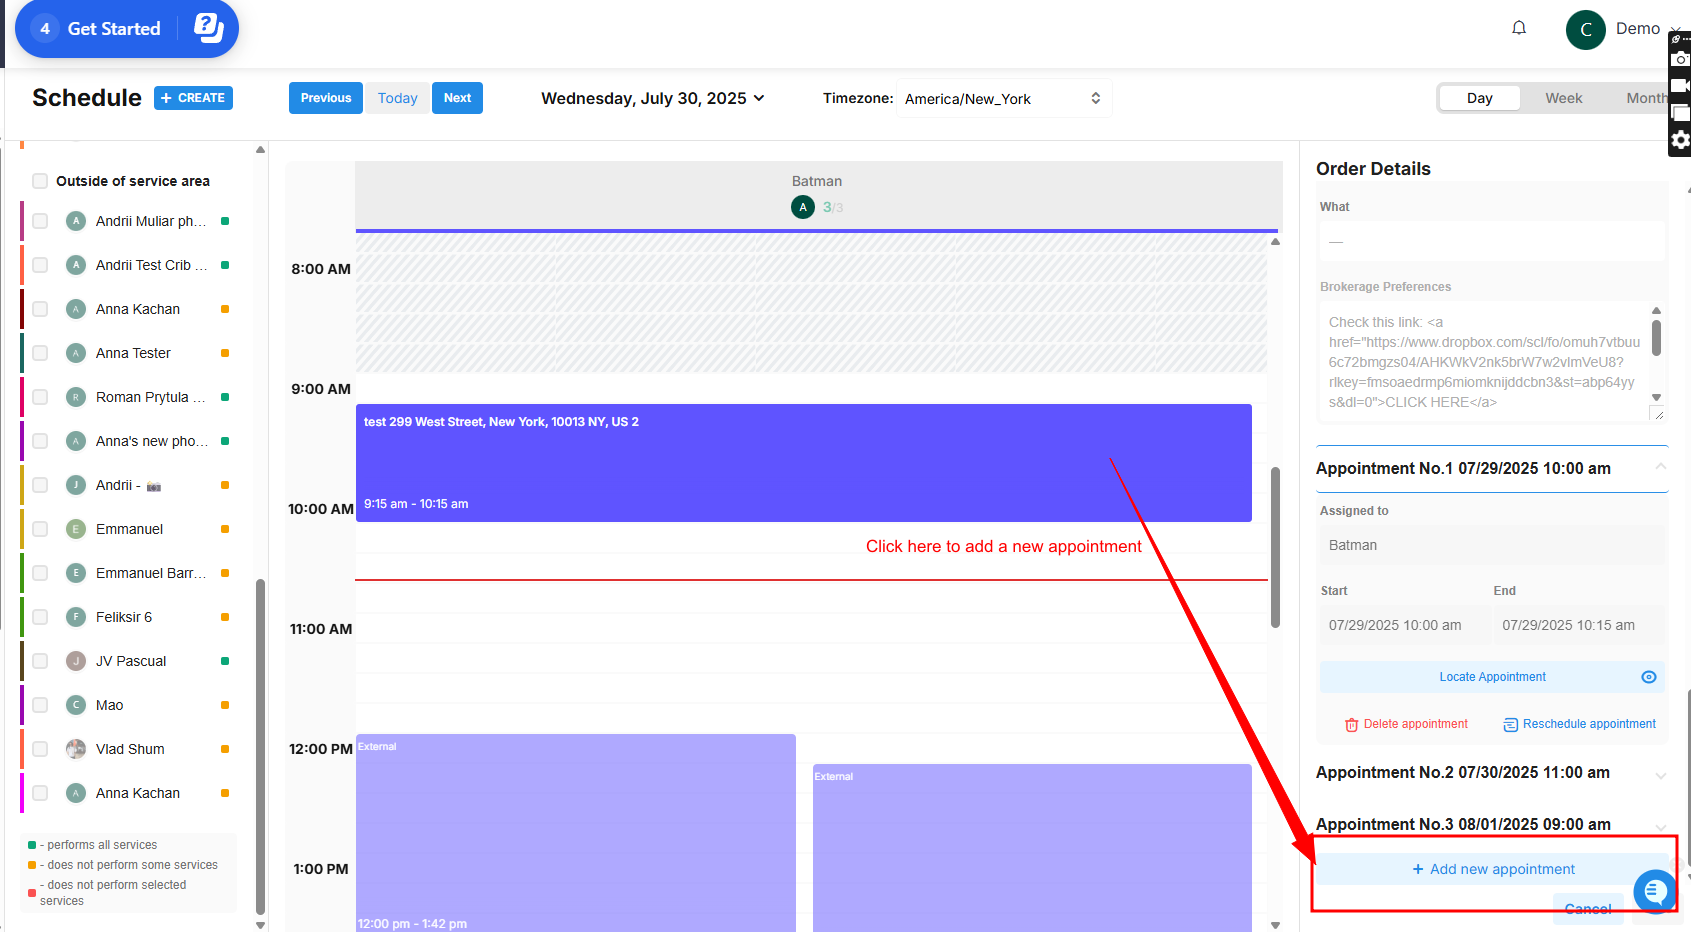 4 Get Started
C Demo
Schedule
+ CREATE
Previous
Today
Next
Wednesday, July 30, 2025
Timezone:
America/New_York
Day
Week
Month
Outside of service area
A Andrii Muliar ph...
A Andrii Test Crib ...
A Anna Kachan
A Anna Tester
R Roman Prytula ...
A Anna's new pho...
J Andrii - 📸
E Emmanuel
E Emmanuel Barr...
F Feliksir 6
J JV Pascual
C Mao
Vlad Shum
A Anna Kachan
- performs all services
- does not perform some services
- does not perform selected
services
Batman
A 3/3
8:00 AM
9:00 AM
test 299 West Street, New York, 10013 NY, US 2
9:15 am - 10:15 am
10:00 AM
Click here to add a new appointment
11:00 AM
12:00 PM
External
External
1:00 PM
12:00 pm - 1:42 pm
Order Details
What
—
Brokerage Preferences
Check this link: <a
href="https://www.dropbox.com/scl/fo/omuh7vtbuu
6c72bmgzs04/AHKWkV2nk5brW7w2vlmVeU8?
rlkey=fmsoaedrmp6miomknijddcbn3&st=abp64yy
s&dl=0">CLICK HERE</a>
Appointment No.1 07/29/2025 10:00 am
Assigned to
Batman
Start
End
07/29/2025 10:00 am
07/29/2025 10:15 am
Locate Appointment
Delete appointment
Reschedule appointment
Appointment No.2 07/30/2025 11:00 am
Appointment No.3 08/01/2025 09:00 am
+ Add new appointment
Cancel